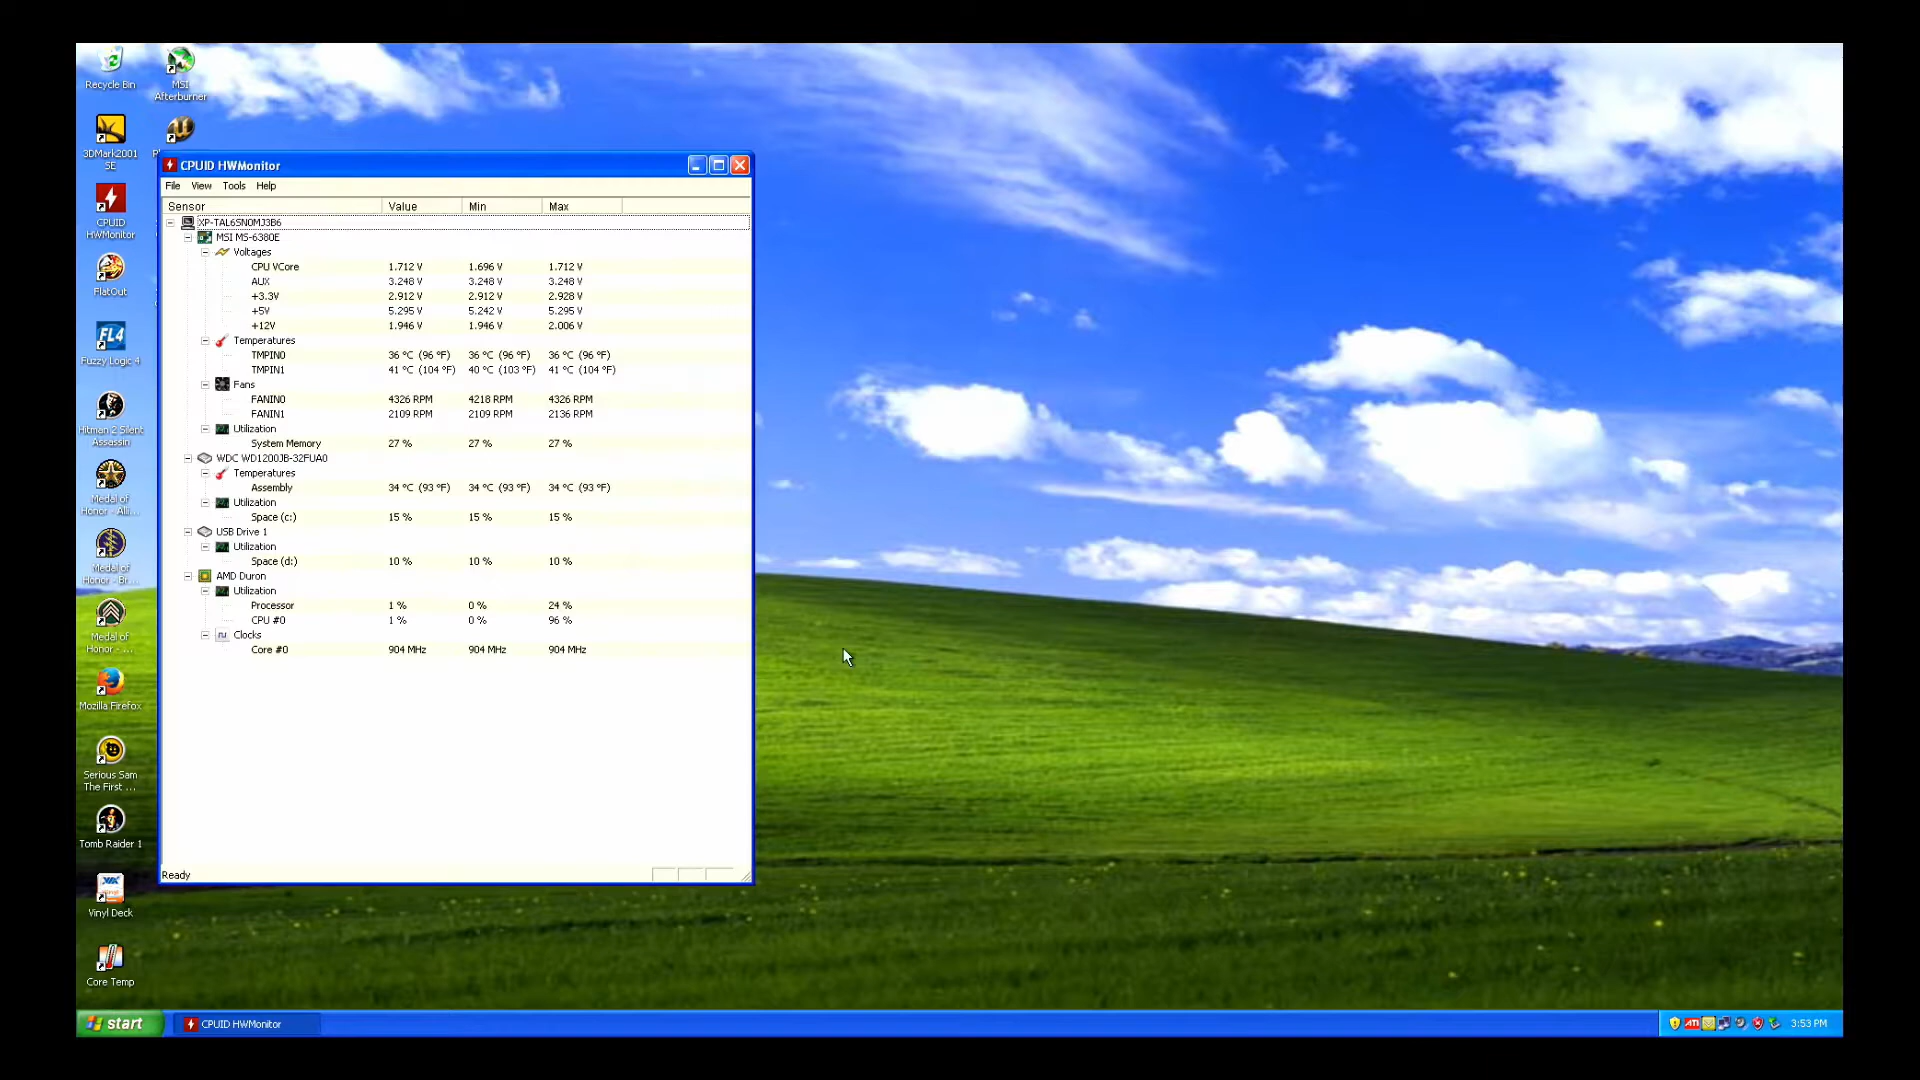 Recycle Bin
MSI
Afterburner
3DMark2001
SE
CPUID
HWMonitor
FlatOut
Fuzzy Logic 4
Hitman 2 Silent
Assassin
Medal of
Honor - Alli...
Medal of
Honor - Br...
Medal of
Honor - ...
Mozilla Firefox
Serious Sam
The First ...
Tomb Raider 1
VIA
Vinyl Deck
Core Temp
CPUID HWMonitor
File View Tools Help
Sensor Value Min Max
XP-TAL6SN0MJ3B6
MSI MS-6380E
Voltages
CPU VCore 1.712 V 1.696 V 1.712 V
AUX 3.248 V 3.248 V 3.248 V
+3.3V 2.912 V 2.912 V 2.928 V
+5V 5.295 V 5.242 V 5.295 V
+12V 1.946 V 1.946 V 2.006 V
Temperatures
TMPIN0 36 °C (96 °F) 36 °C (96 °F) 36 °C (96 °F)
TMPIN1 41 °C (104 °F) 40 °C (103 °F) 41 °C (104 °F)
Fans
FANIN0 4326 RPM 4218 RPM 4326 RPM
FANIN1 2109 RPM 2109 RPM 2136 RPM
Utilization
System Memory 27 % 27 % 27 %
WDC WD1200JB-32FUA0
Temperatures
Assembly 34 °C (93 °F) 34 °C (93 °F) 34 °C (93 °F)
Utilization
Space (c:) 15 % 15 % 15 %
USB Drive 1
Utilization
Space (d:) 10 % 10 % 10 %
AMD Duron
Utilization
Processor 1 % 0 % 24 %
CPU #0 1 % 0 % 96 %
Clocks
Core #0 904 MHz 904 MHz 904 MHz
Ready
start
CPUID HWMonitor
ATI
3:53 PM